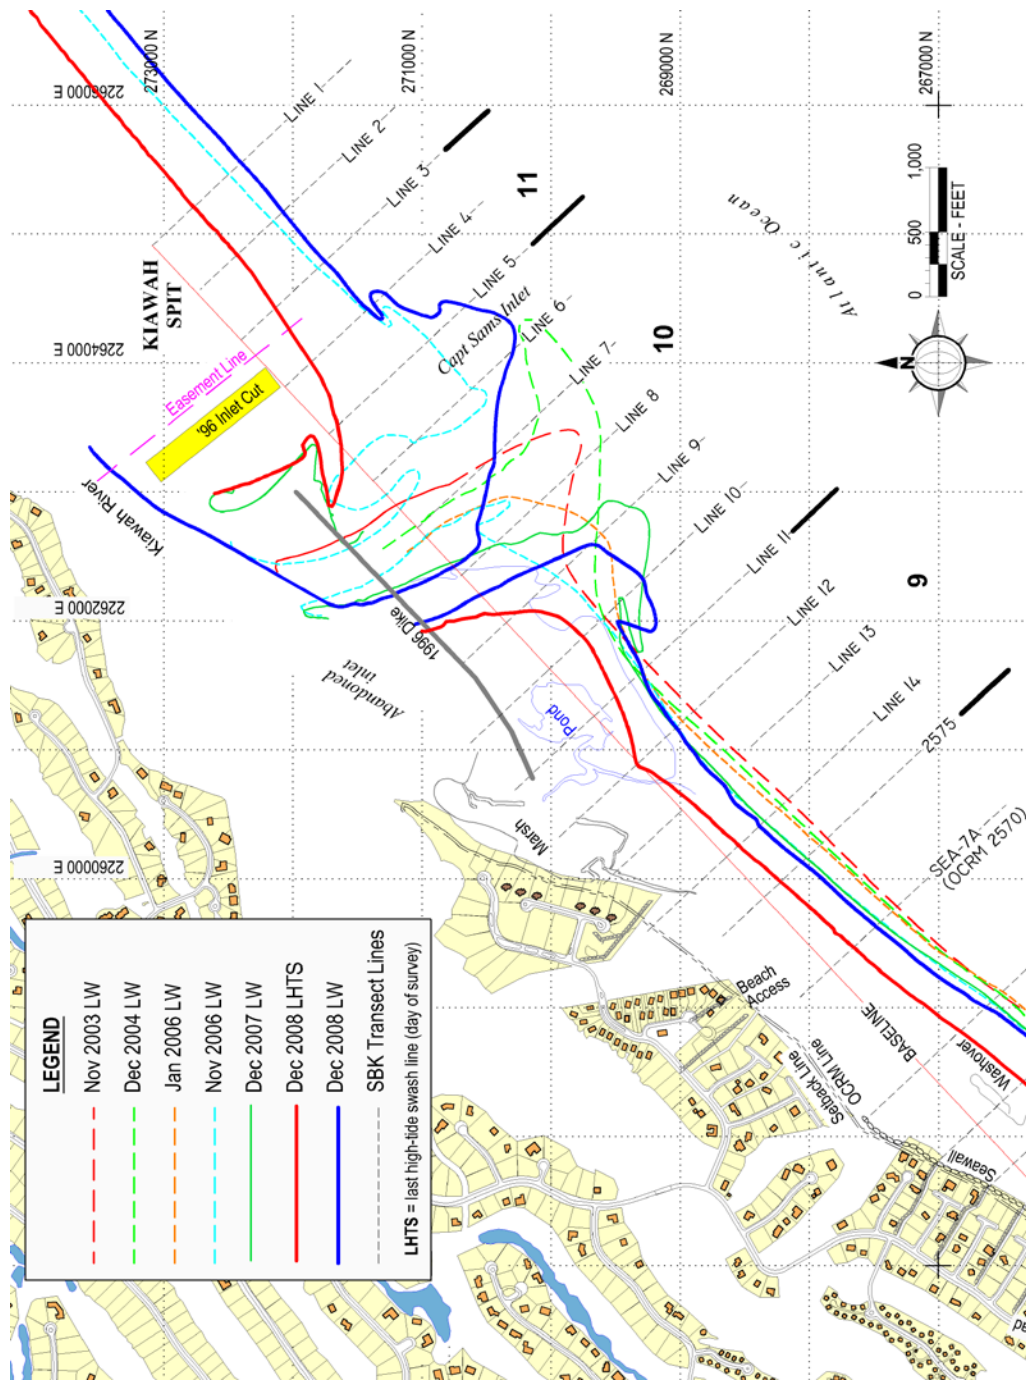 2266000 E
273000 N
271000 N
269000 N
267000 N
LINE 1
LINE 2
LINE 3
LINE 4
LINE 5
LINE 6
LINE 7
LINE 8
LINE 9
LINE 10
LINE 11
LINE 12
LINE 13
LINE 14
2575
SEA-7A
(OCRM 2570)
11
10
9
Atlantic Ocean
0
500
1,000
SCALE - FEET
N
KIAWAH
SPIT
2264000 E
Easement Line
'96 Inlet Cut
Capt Sams Inlet
Kiawah River
2262000 E
1996 Dike
Abandoned
inlet
Pond
Marsh
2260000 E
Beach
Access
BASELINE
Setback Line
OCRM Line
Washover
Seawall
LEGEND
Nov 2003 LW
Dec 2004 LW
Jan 2006 LW
Nov 2006 LW
Dec 2007 LW
Dec 2008 LHTS
Dec 2008 LW
SBK Transect Lines
LHTS = last high-tide swash line (day of survey)